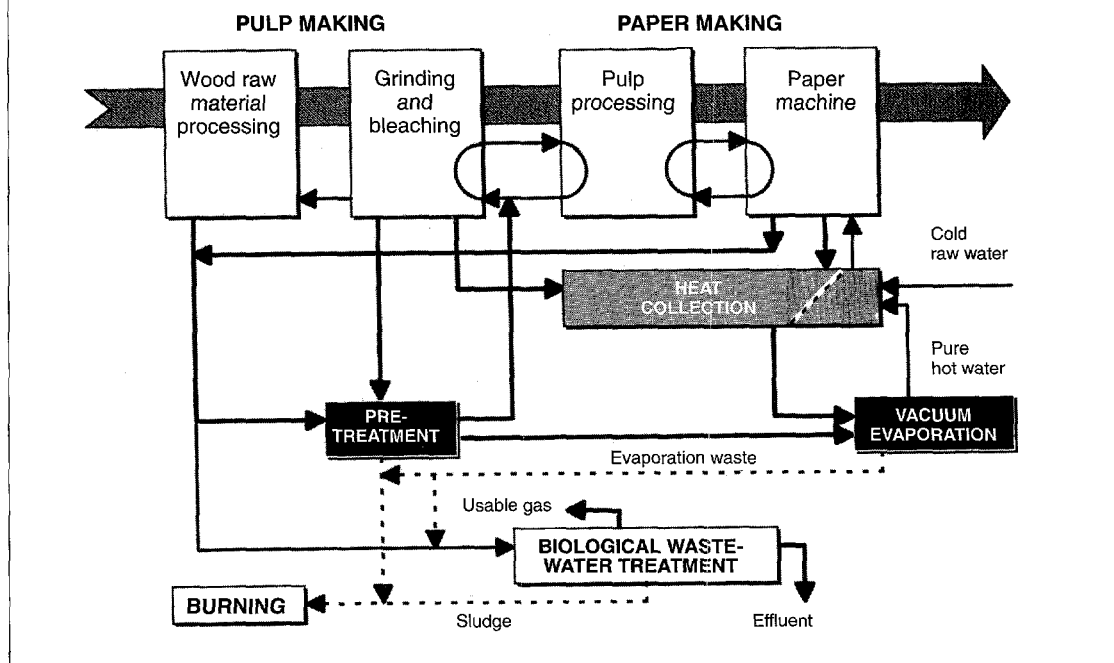 PULP MAKING
PAPER MAKING
Wood raw
material
processing
Grinding
and
bleaching
Pulp
processing
Paper
machine
Cold
raw water
HEAT
COLLECTION
Pure
hot water
PRE-
TREATMENT
VACUUM
EVAPORATION
Evaporation waste
Usable gas
BIOLOGICAL WASTE-
WATER TREATMENT
BURNING
Sludge
Effluent